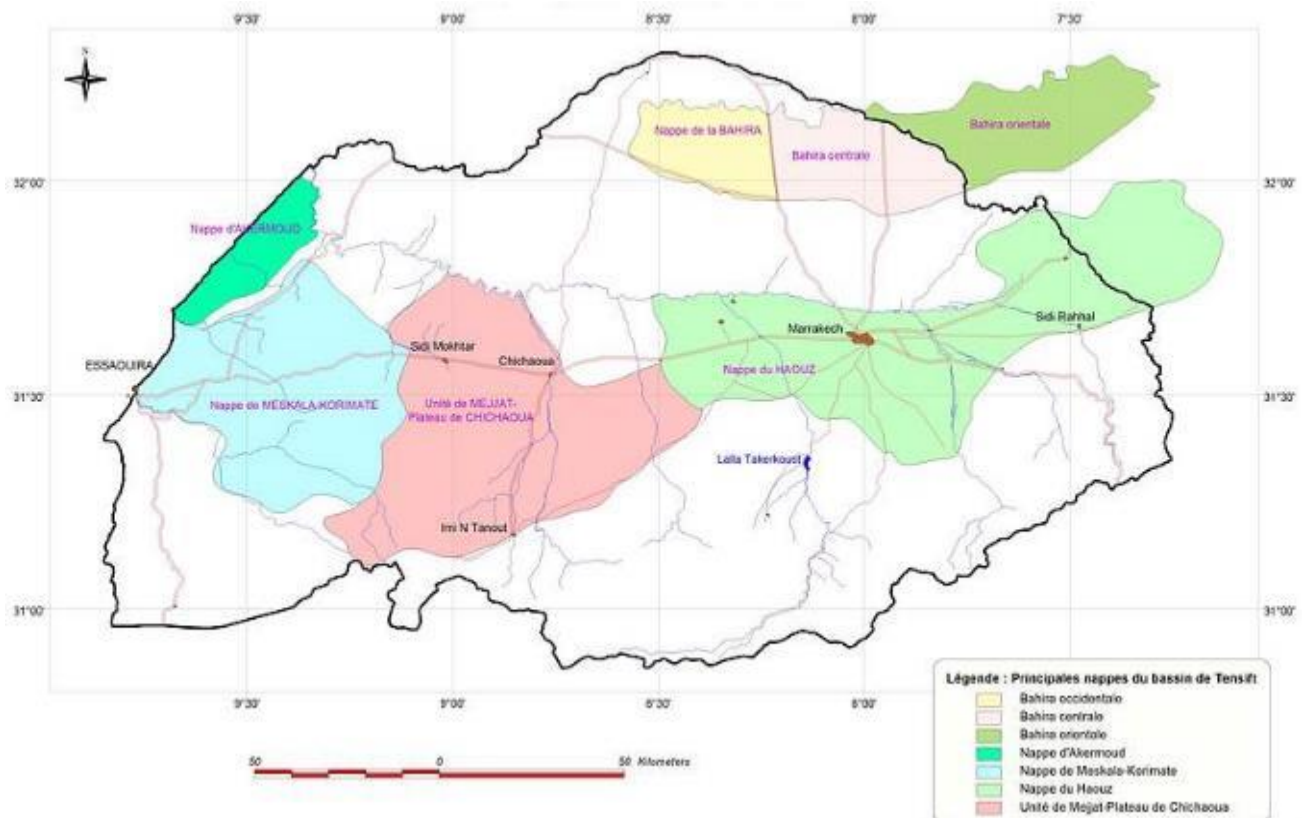 9°30'
9°00'
8°30'
8°00'
7°30'
S
Nappe de la BAHIRA
Bahira orientale
Bahira centrale
32°00'
32°00'
Nappe d'AKERMOUD
Sidi Rahhal
Marrakech
Sidi Mokhtar
Chichaoua
ESSAOUIRA
Nappe du HAOUZ
31°30'
Nappe de MESKALA-KORIMATE
Unité de MEJJAT-
Plateau de CHICHAOUA
31°30'
Lalla Takerkoust
Imi N Tanout
31°00'
31°00'
9°30'
9°00'
8°30'
8°00'
Légende : Principales nappes du bassin de Tensift
Bahira occidentale
Bahira centrale
Bahira orientale
Nappe d'Akermoud
Nappe de Meskala-Korimate
Nappe du Haouz
Unité de Mejat-Plateau de Chichaoua
50 0 50 Kilometers